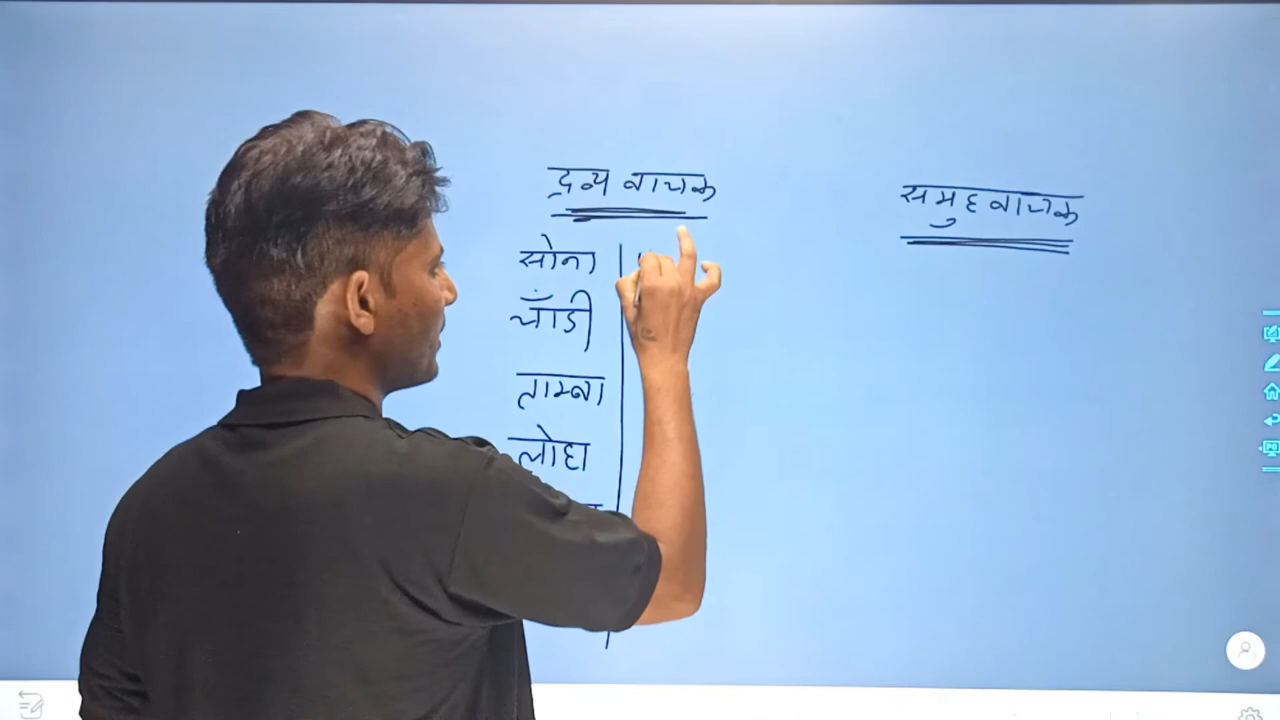 द्रव्य वाचक
समुह वाचक
सोना
चाँडी
ताम्बा
लोहा